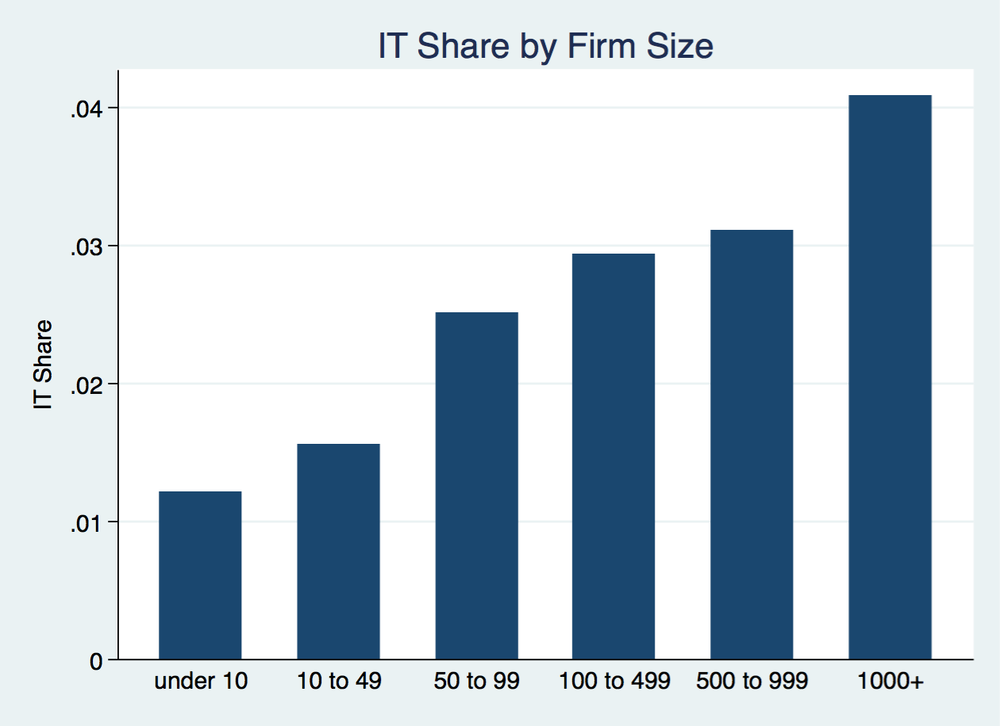 IT Share by Firm Size
IT Share
.04
.03
.02
.01
0
under 10
10 to 49
50 to 99
100 to 499
500 to 999
1000+